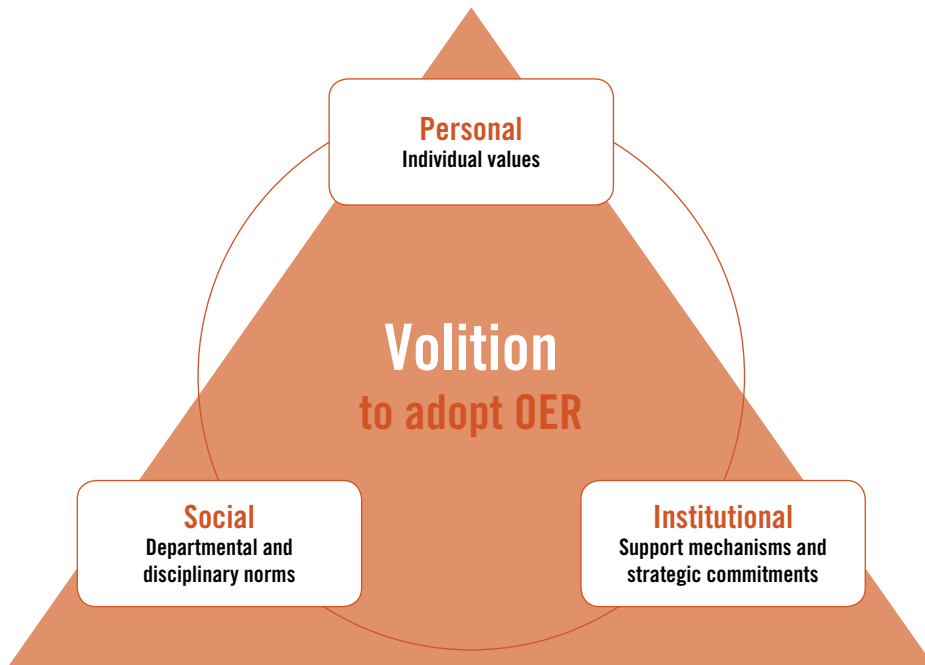 Personal
Individual values
Volition
to adopt OER
Social
Departmental and
disciplinary norms
Institutional
Support mechanisms and
strategic commitments